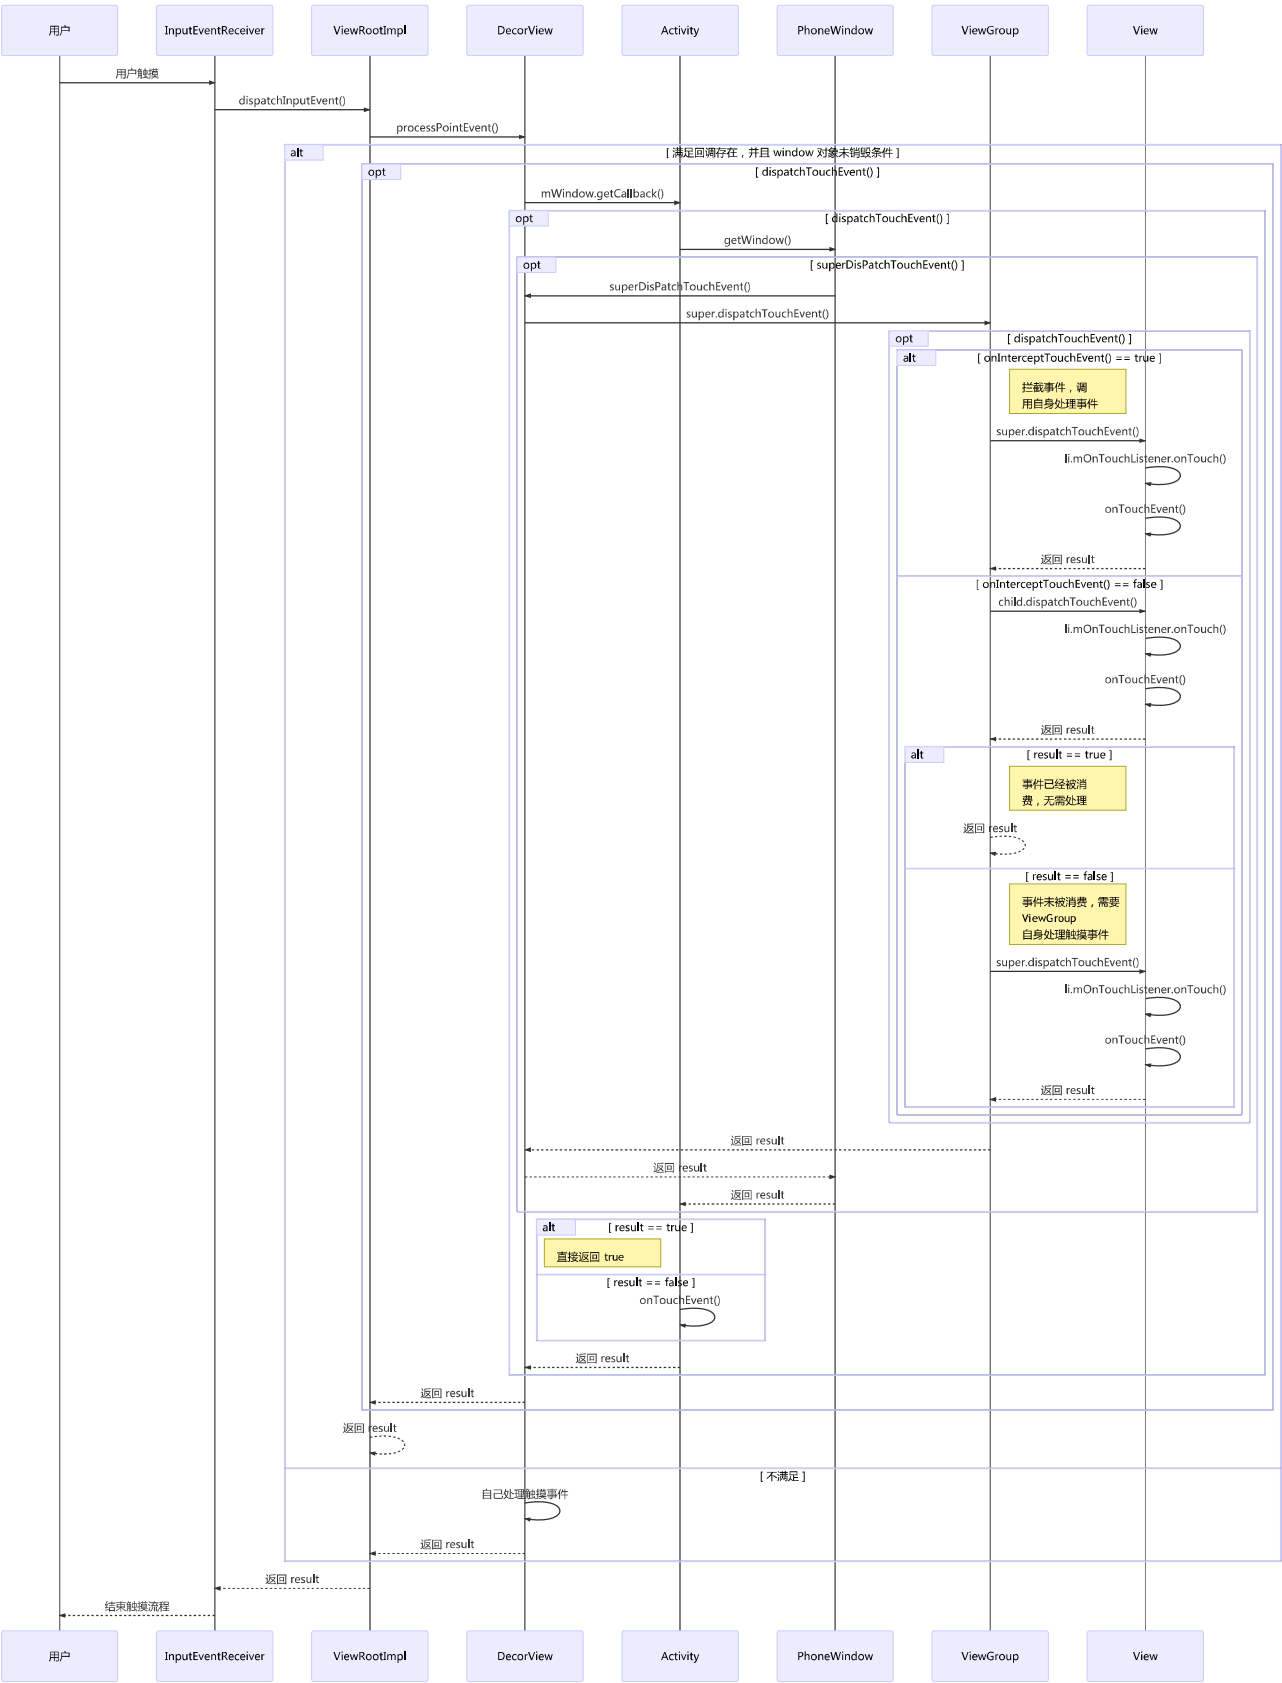 用户
InputEventReceiver
ViewRootImpl
DecorView
Activity
PhoneWindow
ViewGroup
View
用户触摸
dispatchInputEvent()
processPointEvent()
alt
[ 满足回调存在，并且 window 对象未销毁条件 ]
opt
[ dispatchTouchEvent() ]
mWindow.getCallback()
opt
[ dispatchTouchEvent() ]
getWindow()
opt
[ superDisPatchTouchEvent() ]
superDisPatchTouchEvent()
super.dispatchTouchEvent()
opt
[ dispatchTouchEvent() ]
alt
[ onInterceptTouchEvent() == true ]
拦截事件，调
用自身处理事件
super.dispatchTouchEvent()
li.mOnTouchListener.onTouch()
onTouchEvent()
返回 result
[ onInterceptTouchEvent() == false ]
child.dispatchTouchEvent()
li.mOnTouchListener.onTouch()
onTouchEvent()
返回 result
alt
[ result == true ]
事件已经被消
费，无需处理
返回 result
[ result == false ]
事件未被消费，需要
ViewGroup
自身处理触摸事件
super.dispatchTouchEvent()
li.mOnTouchListener.onTouch()
onTouchEvent()
返回 result
返回 result
返回 result
返回 result
alt
[ result == true ]
直接返回 true
[ result == false ]
onTouchEvent()
返回 result
返回 result
返回 result
[ 不满足 ]
自己处理触摸事件
返回 result
返回 result
结束触摸流程
用户
InputEventReceiver
ViewRootImpl
DecorView
Activity
PhoneWindow
ViewGroup
View